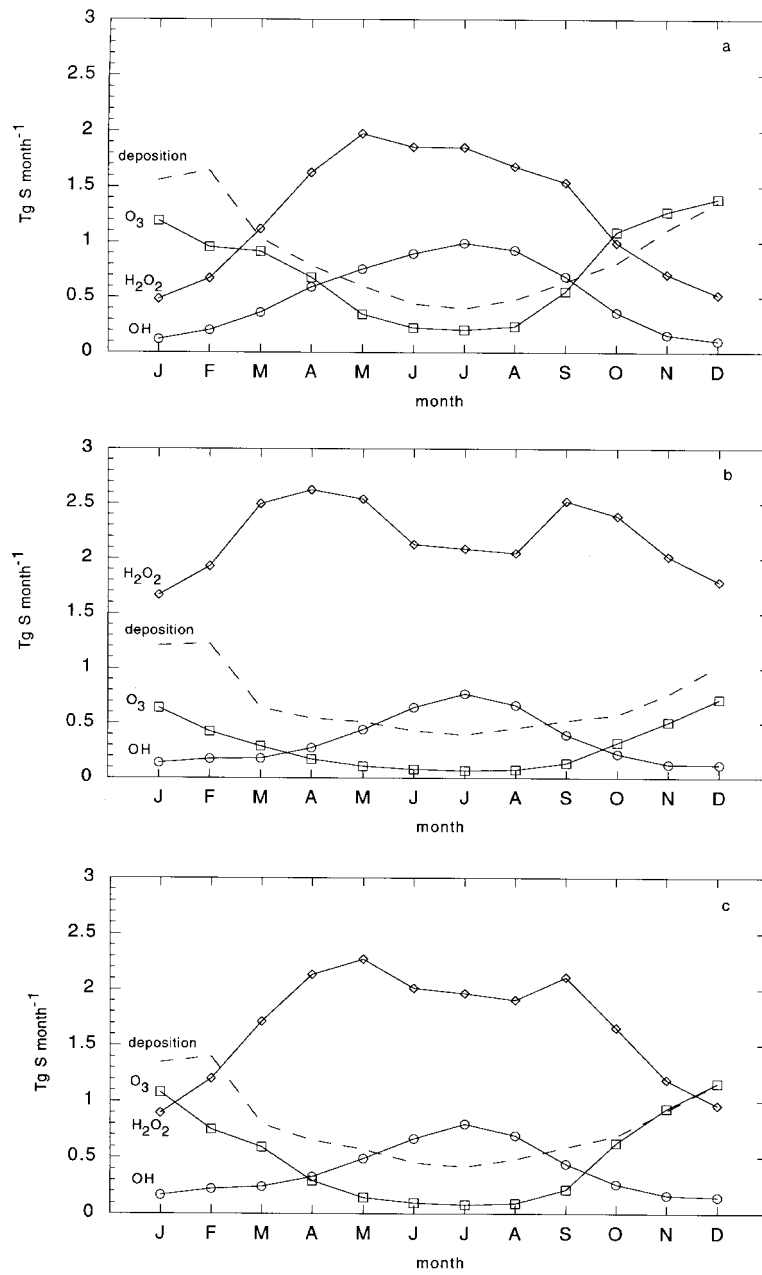 a
3
2.5
2
1.5
1
0.5
0
Tg S month-1
deposition
O3
H2O2
OH
J F M A M J J A S O N D
month
b
3
2.5
2
1.5
1
0.5
0
Tg S month-1
H2O2
deposition
O3
OH
J F M A M J J A S O N D
month
c
3
2.5
2
1.5
1
0.5
0
Tg S month-1
deposition
O3
H2O2
OH
J F M A M J J A S O N D
month